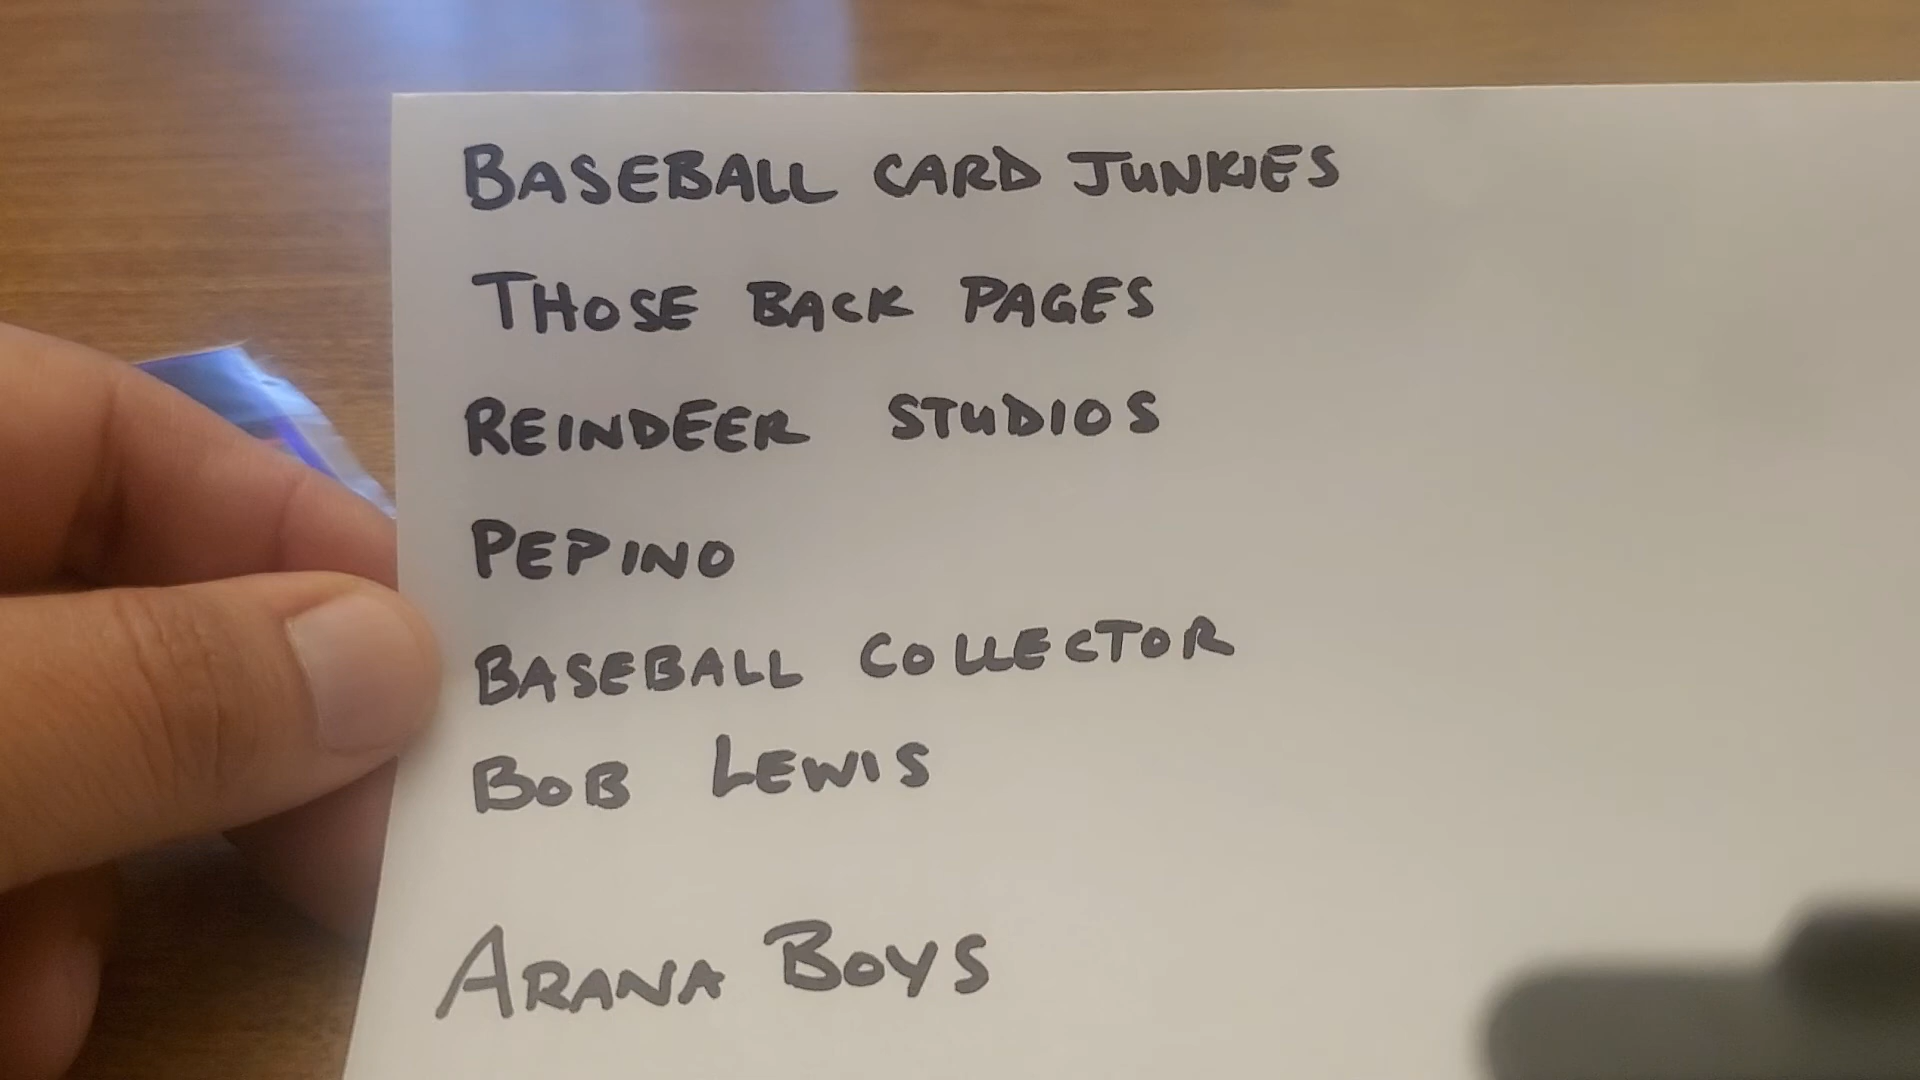 BASEBALL CARD JUNKIES
THOSE BACK PAGES
REINDEER STUDIOS
PEPINO
BASEBALL COLLECTOR
BOB LEWIS
ARANA BOYS